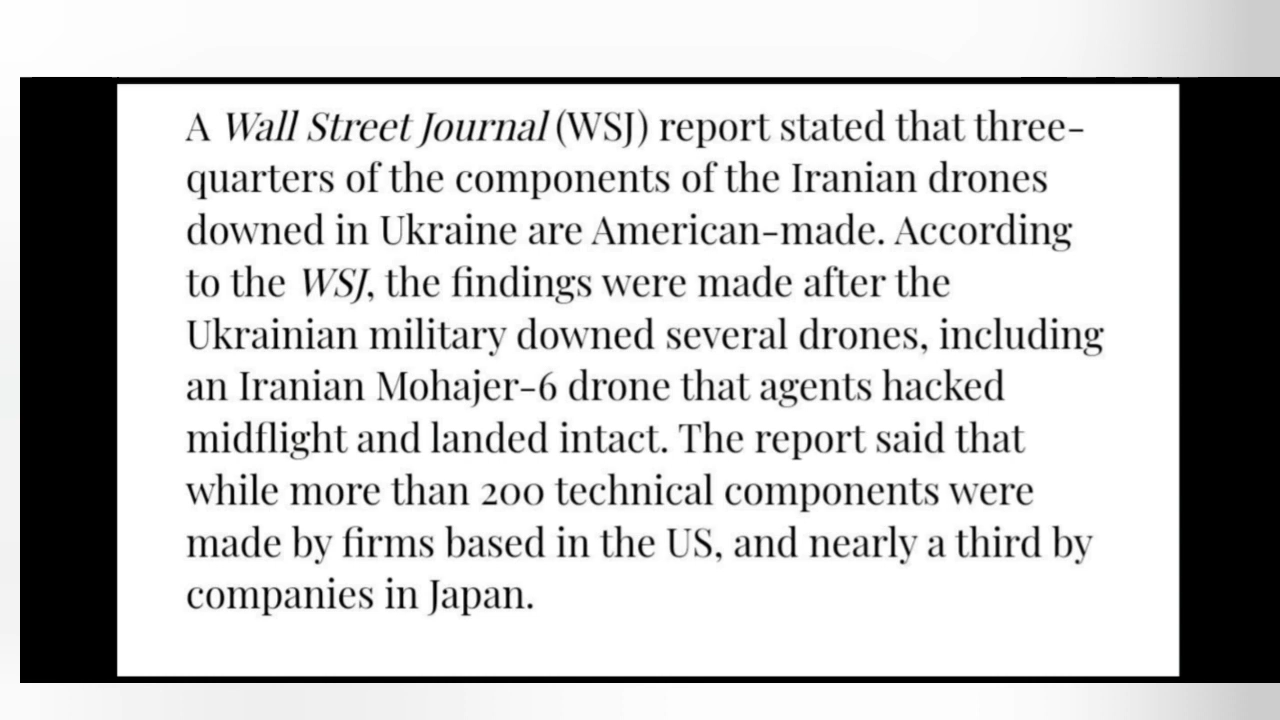 A Wall Street Journal (WSJ) report stated that three-
quarters of the components of the Iranian drones
downed in Ukraine are American-made. According
to the WSJ, the findings were made after the
Ukrainian military downed several drones, including
an Iranian Mohajer-6 drone that agents hacked
midflight and landed intact. The report said that
while more than 200 technical components were
made by firms based in the US, and nearly a third by
companies in Japan.